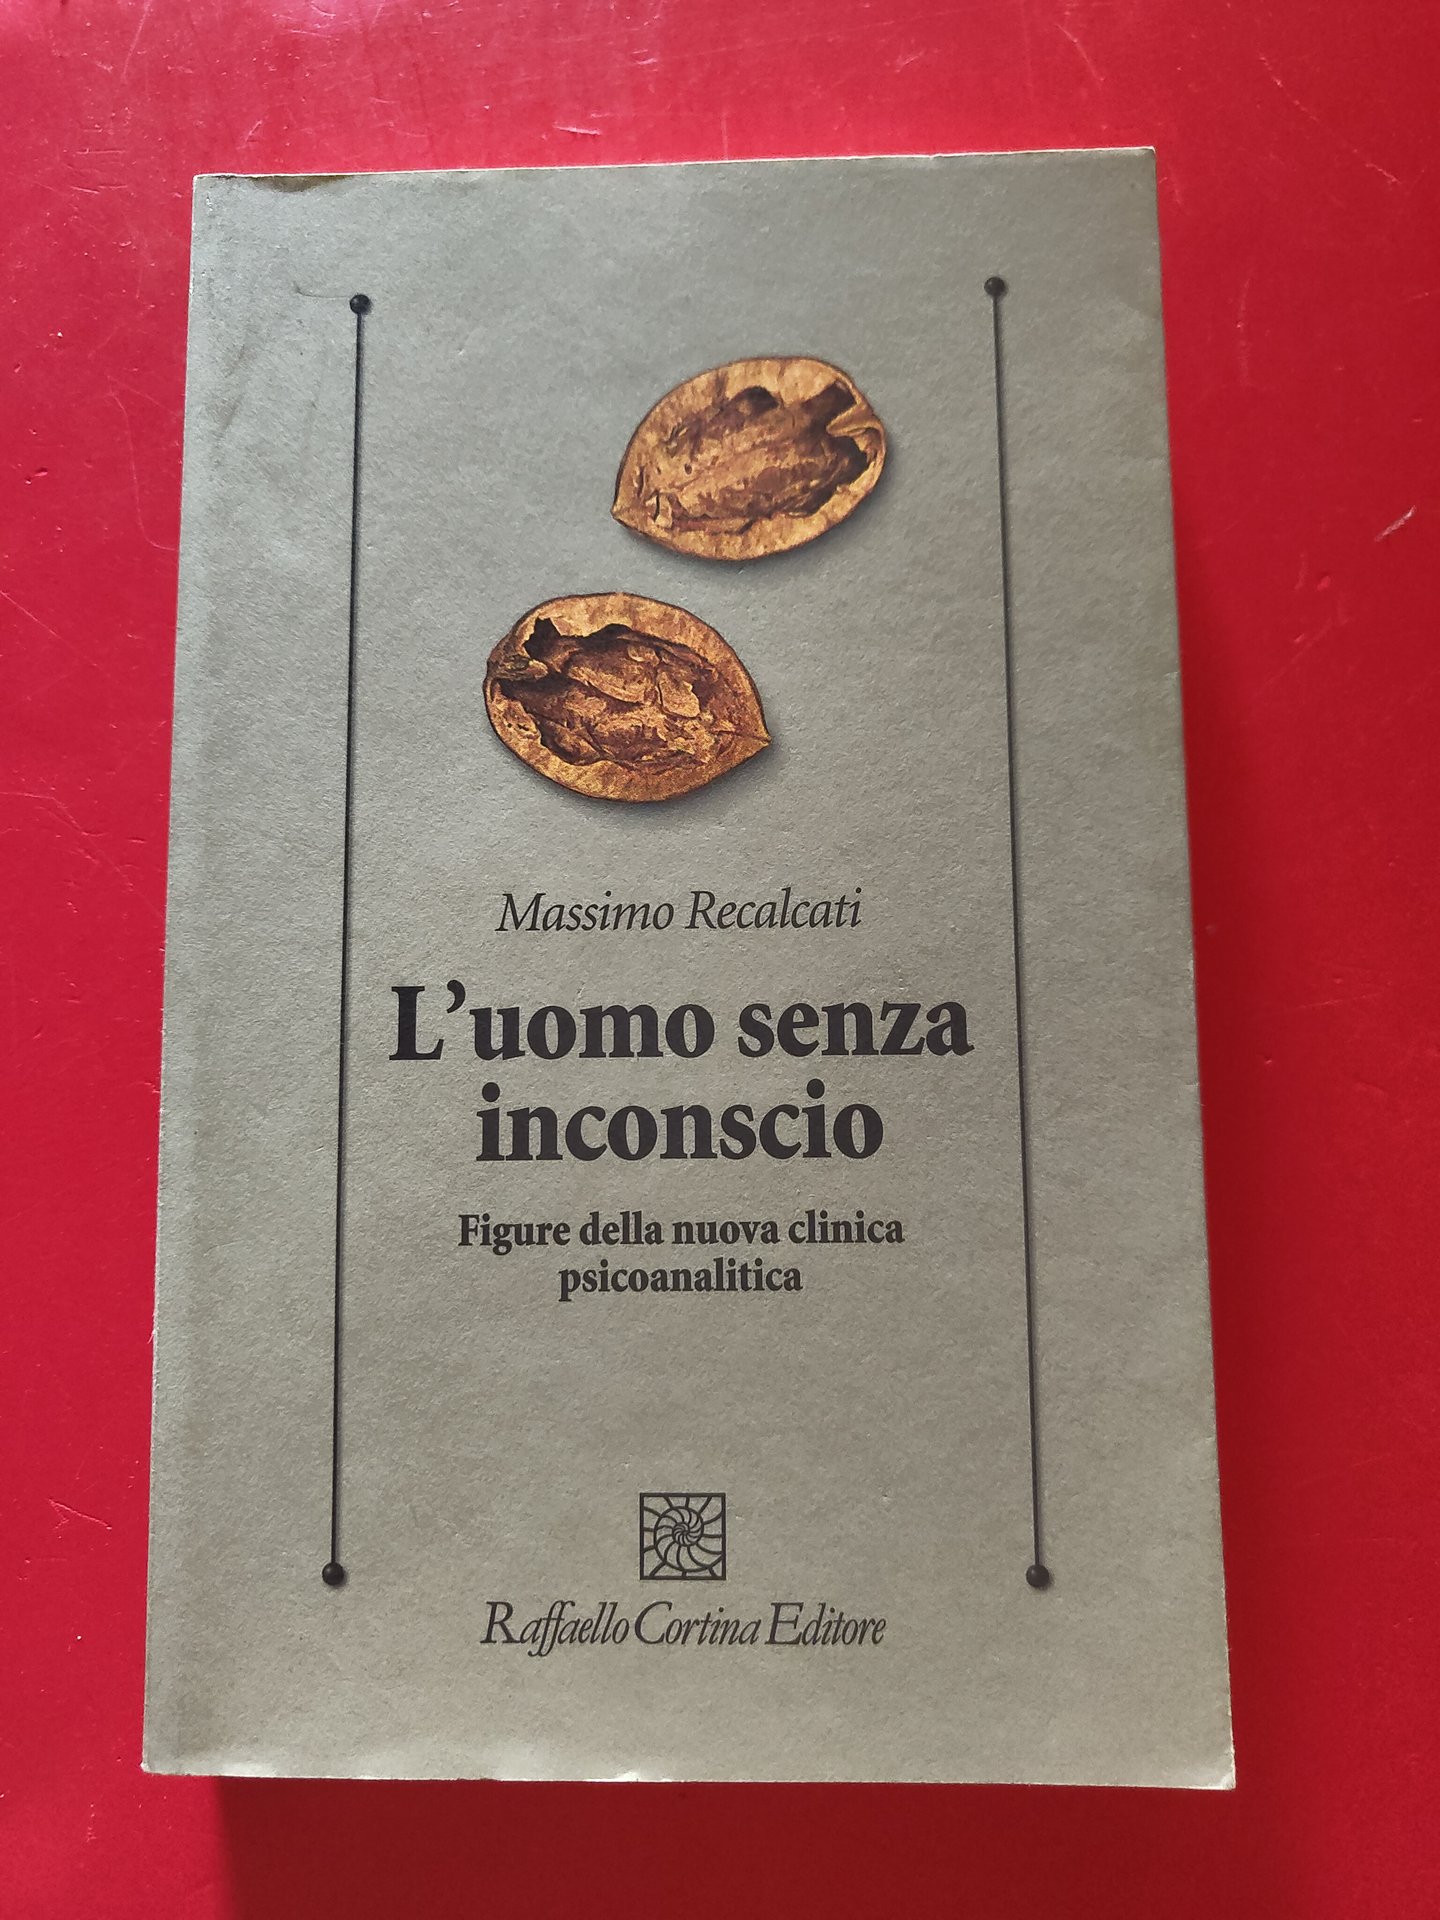 Massimo Recalcati
L’uomo senza
inconscio
Figure della nuova clinica
psicoanalitica
Raffaello Cortina Editore